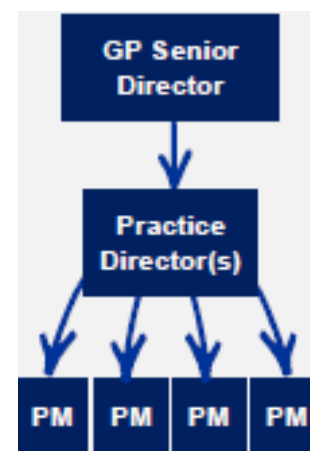 GP Senior
Director
Practice
Director(s)
PM PM PM PM